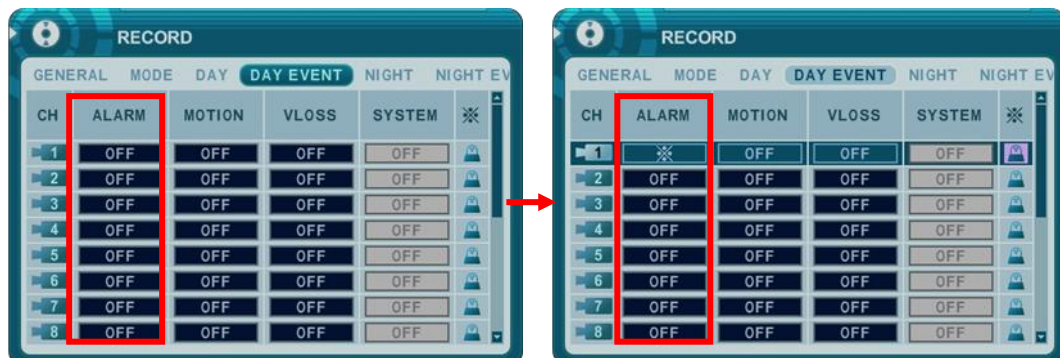 RECORD
GENERAL MODE DAY DAY EVENT NIGHT NIGHT EV
CH ALARM MOTION VLOSS SYSTEM ※
1 OFF OFF OFF OFF
2 OFF OFF OFF OFF
3 OFF OFF OFF OFF
4 OFF OFF OFF OFF
5 OFF OFF OFF OFF
6 OFF OFF OFF OFF
7 OFF OFF OFF OFF
8 OFF OFF OFF OFF
RECORD
GENERAL MODE DAY DAY EVENT NIGHT NIGHT EV
CH ALARM MOTION VLOSS SYSTEM ※
1 ※ OFF OFF OFF
2 OFF OFF OFF OFF
3 OFF OFF OFF OFF
4 OFF OFF OFF OFF
5 OFF OFF OFF OFF
6 OFF OFF OFF OFF
7 OFF OFF OFF OFF
8 OFF OFF OFF OFF